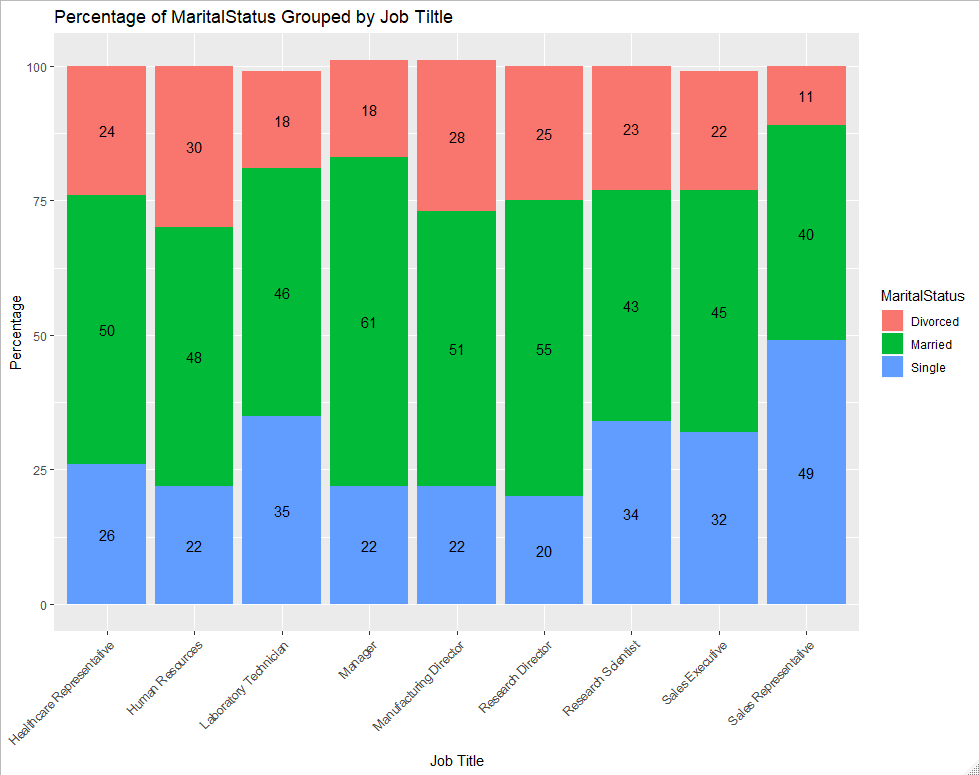 Percentage of MaritalStatus Grouped by Job Tiltle
Percentage
100
75
50
25
0
24
50
26
30
48
22
18
46
35
18
61
22
28
51
22
25
55
20
23
43
34
22
45
32
11
40
49
Healthcare Representative
Human Resources
Laboratory Technician
Manager
Manufacturing Director
Research Director
Research Scientist
Sales Executive
Sales Representative
Job Title
MaritalStatus
Divorced
Married
Single